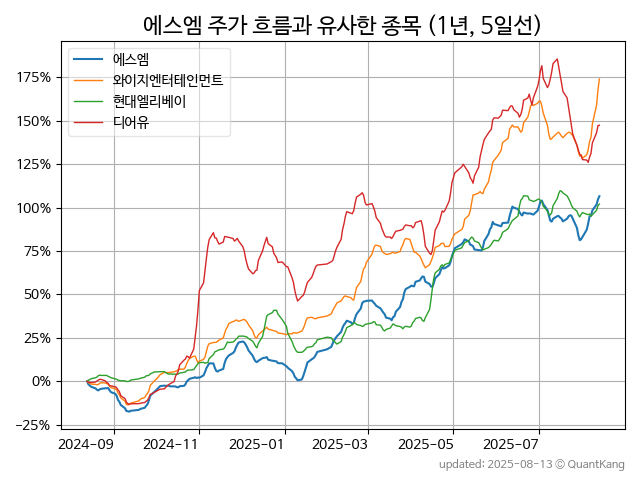 에스엠 주가 흐름과 유사한 종목 (1년, 5일선)
에스엠
와이지엔터테인먼트
현대엘리베이
디어유
175%
150%
125%
100%
75%
50%
25%
0%
−25%
2024−09 2024−11 2025−01 2025−03 2025−05 2025−07
updated: 2025-08-13 © QuantKang